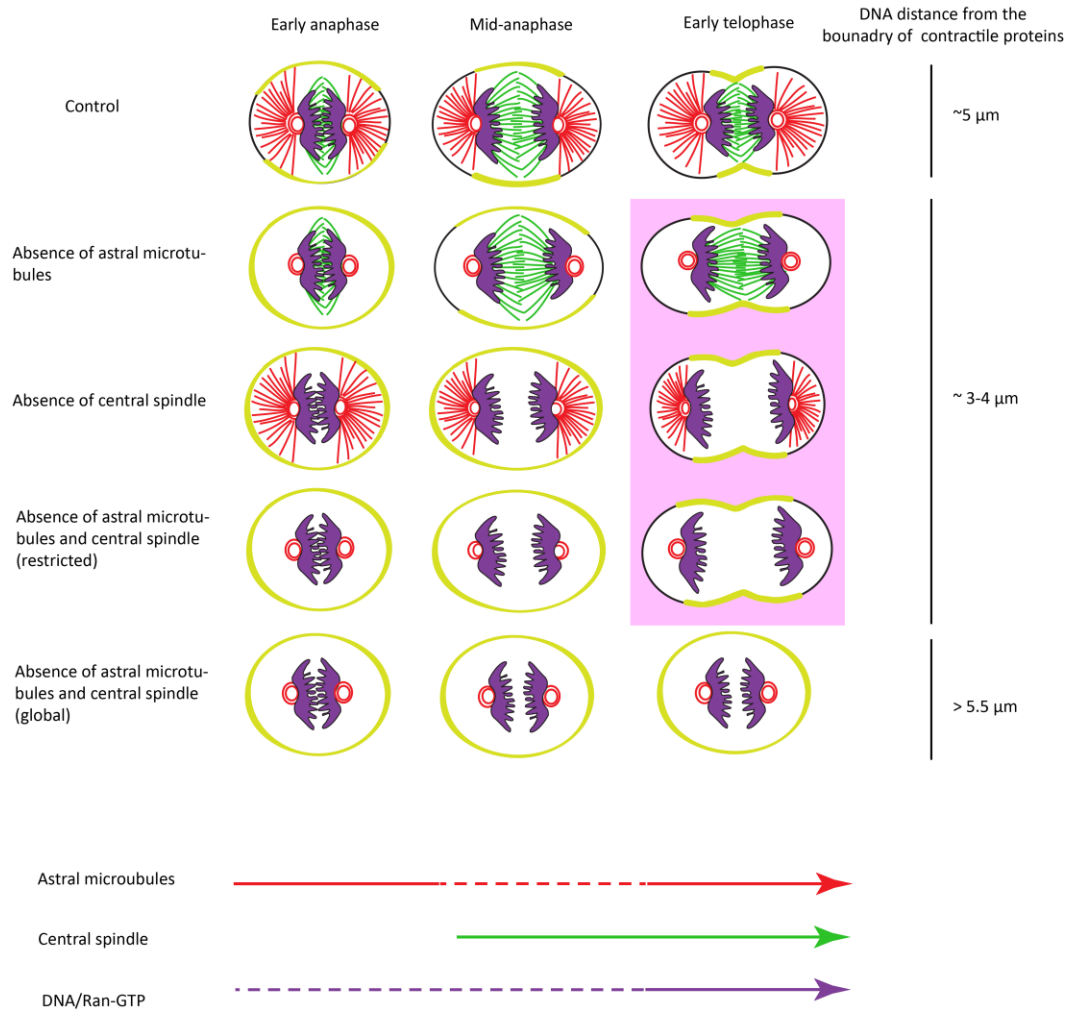 Early anaphase
Mid-anaphase
Early telophase
DNA distance from the
bounadry of contractile proteins
Control
~5 µm
Absence of astral microtu-
bules
Absence of central spindle
~ 3-4 µm
Absence of astral microtu-
bules and central spindle
(restricted)
Absence of astral microtu-
bules and central spindle
(global)
> 5.5 µm
Astral microubules
Central spindle
DNA/Ran-GTP